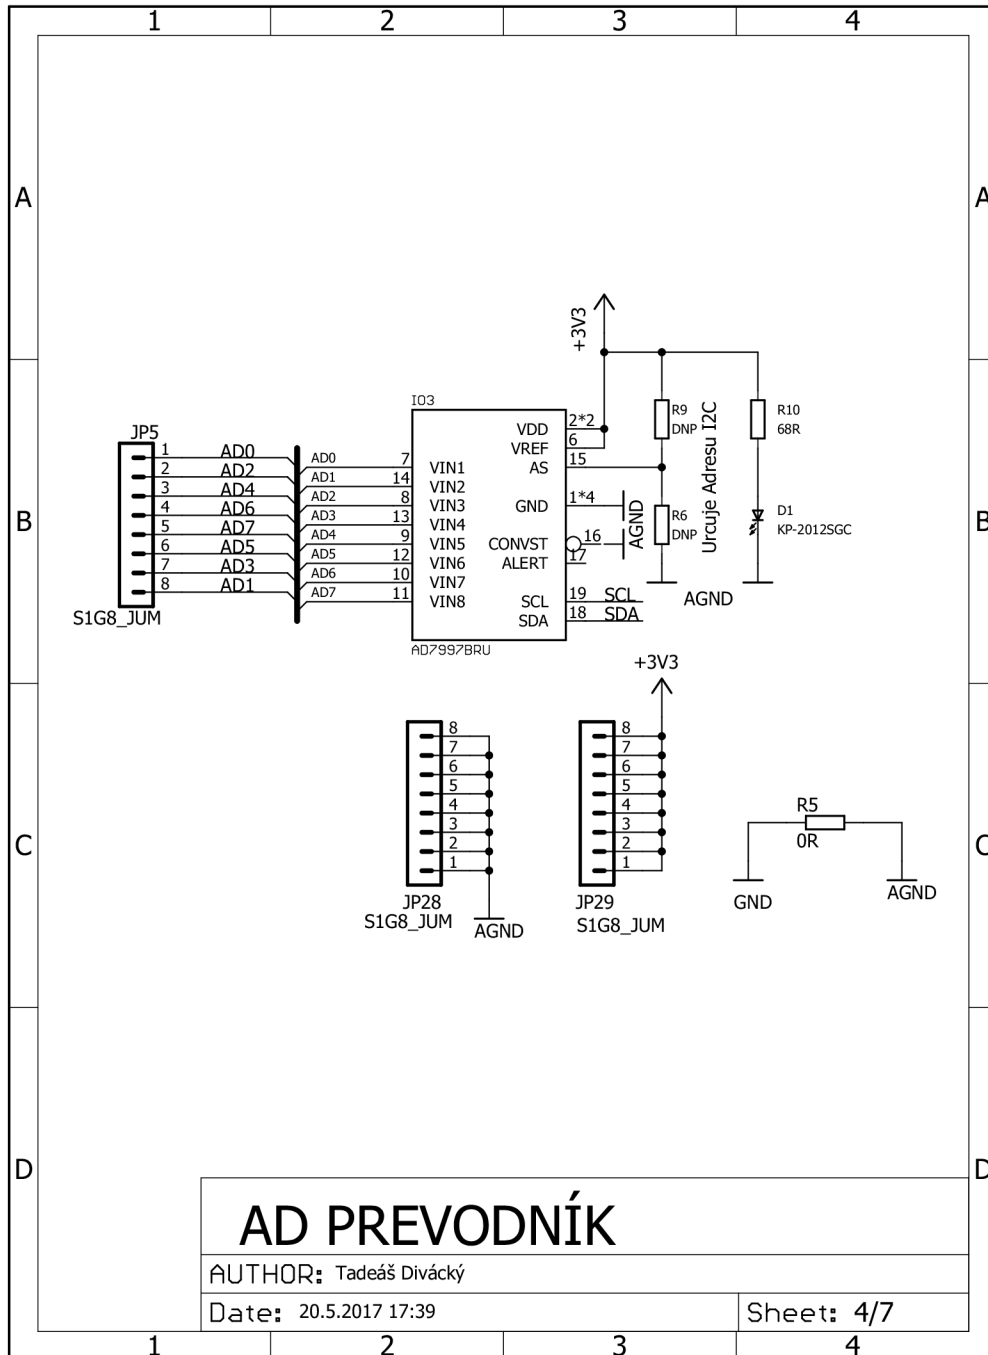 1 2 3 4
A A
+3V3
IO3
VDD 2*2
VREF 6
AS 15
GND 1*4
AGND
CONVST 16
ALERT 17
SCL 19 SCL
SDA 18 SDA
7 VIN1
14 VIN2
8 VIN3
13 VIN4
9 VIN5
12 VIN6
10 VIN7
11 VIN8
AD7997BRU
AD0
AD1
AD2
AD3
AD4
AD5
AD6
AD7
JP5
1 AD0
2 AD2
3 AD4
4 AD6
5 AD7
6 AD5
7 AD3
8 AD1
S1G8_JUM
R9
DNP
R6
DNP
Urcuje Adresu I2C
R10
68R
D1
KP-2012SGC
AGND
B B
+3V3
8
7
6
5
4
3
2
1
JP28
S1G8_JUM
AGND
8
7
6
5
4
3
2
1
JP29
S1G8_JUM
R5
0R
GND
AGND
C C
D D
AD PREVODNÍK
AUTHOR: Tadeáš Divácký
Date: 20.5.2017 17:39
Sheet: 4/7
1 2 3 4